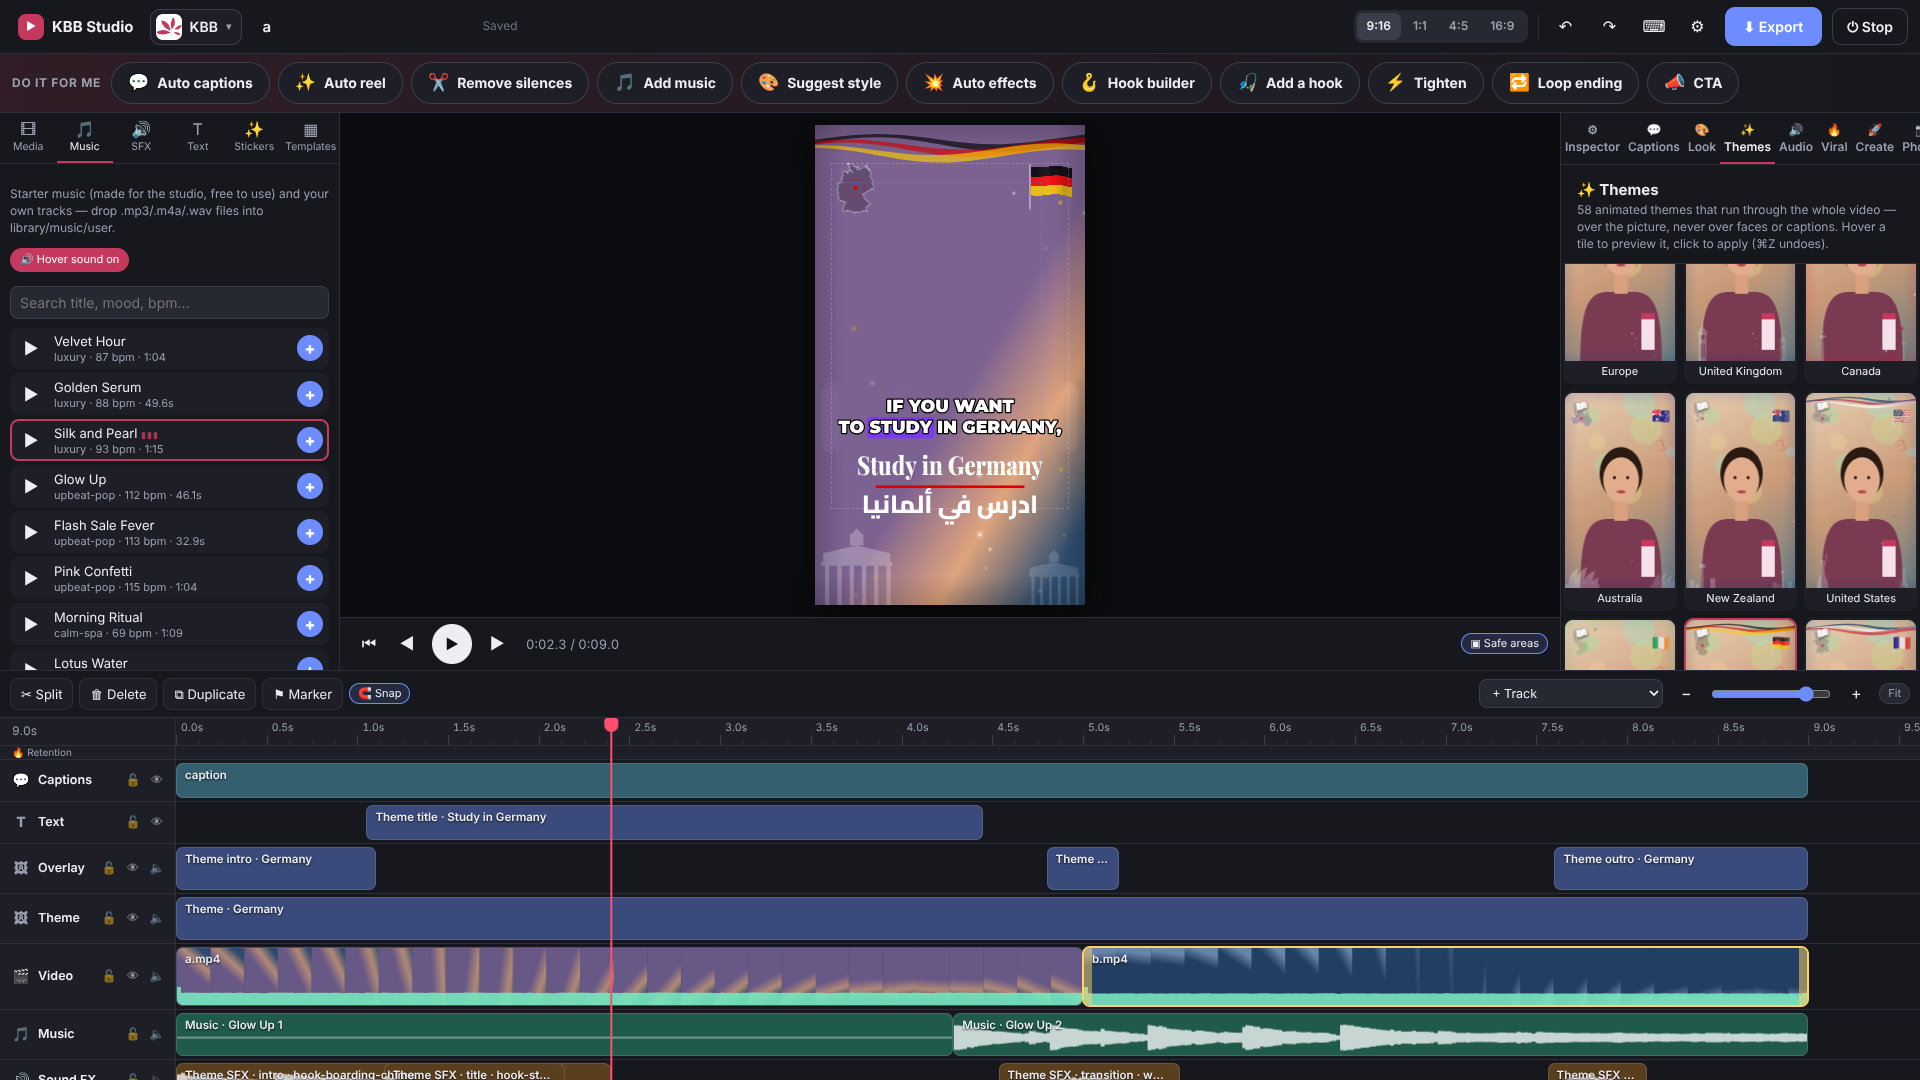 KBB Studio
KBB
a
Saved
9:16
1:1
4:5
16:9
Export
Stop
DO IT FOR ME
Auto captions
Auto reel
Remove silences
Add music
Suggest style
Auto effects
Hook builder
Add a hook
Tighten
Loop ending
CTA
Media
Music
SFX
Text
Stickers
Templates
Starter music (made for the studio, free to use) and your
own tracks — drop .mp3/.m4a/.wav files into
library/music/user.
Hover sound on
Search title, mood, bpm...
Velvet Hour
luxury · 87 bpm · 1:04
Golden Serum
luxury · 88 bpm · 49.6s
Silk and Pearl
luxury · 93 bpm · 1:15
Glow Up
upbeat-pop · 112 bpm · 46.1s
Flash Sale Fever
upbeat-pop · 113 bpm · 32.9s
Pink Confetti
upbeat-pop · 115 bpm · 1:04
Morning Ritual
calm-spa · 69 bpm · 1:09
Lotus Water
IF YOU WANT
TO STUDY IN GERMANY,
Study in Germany
ادرس في ألمانيا
0:02.3 / 0:09.0
Safe areas
Inspector
Captions
Look
Themes
Audio
Viral
Create
Themes
58 animated themes that run through the whole video —
over the picture, never over faces or captions. Hover a
tile to preview it, click to apply (⌘Z undoes).
Europe
United Kingdom
Canada
Australia
New Zealand
United States
Split
Delete
Duplicate
Marker
Snap
+ Track
Fit
9.0s
0.0s
0.5s
1.0s
1.5s
2.0s
2.5s
3.0s
3.5s
4.0s
4.5s
5.0s
5.5s
6.0s
6.5s
7.0s
7.5s
8.0s
8.5s
9.0s
9.5
Retention
Captions
caption
Text
Theme title · Study in Germany
Overlay
Theme intro · Germany
Theme ...
Theme outro · Germany
Theme
Theme · Germany
Video
a.mp4
b.mp4
Music
Music · Glow Up 1
Music · Glow Up 2
Sound FX
Theme SFX · intro · hook-boarding-
Theme SFX · title · hook-st...
Theme SFX · transition · w...
Theme SFX ...